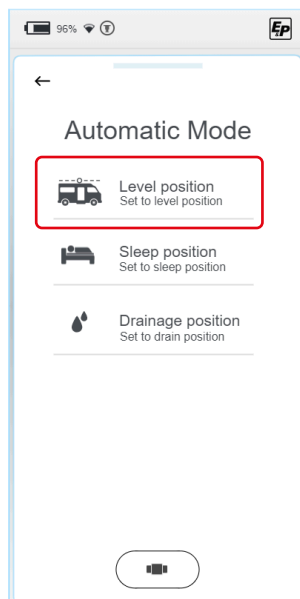 96%
E&P
Automatic Mode
Level position
Set to level position
Sleep position
Set to sleep position
Drainage position
Set to drain position